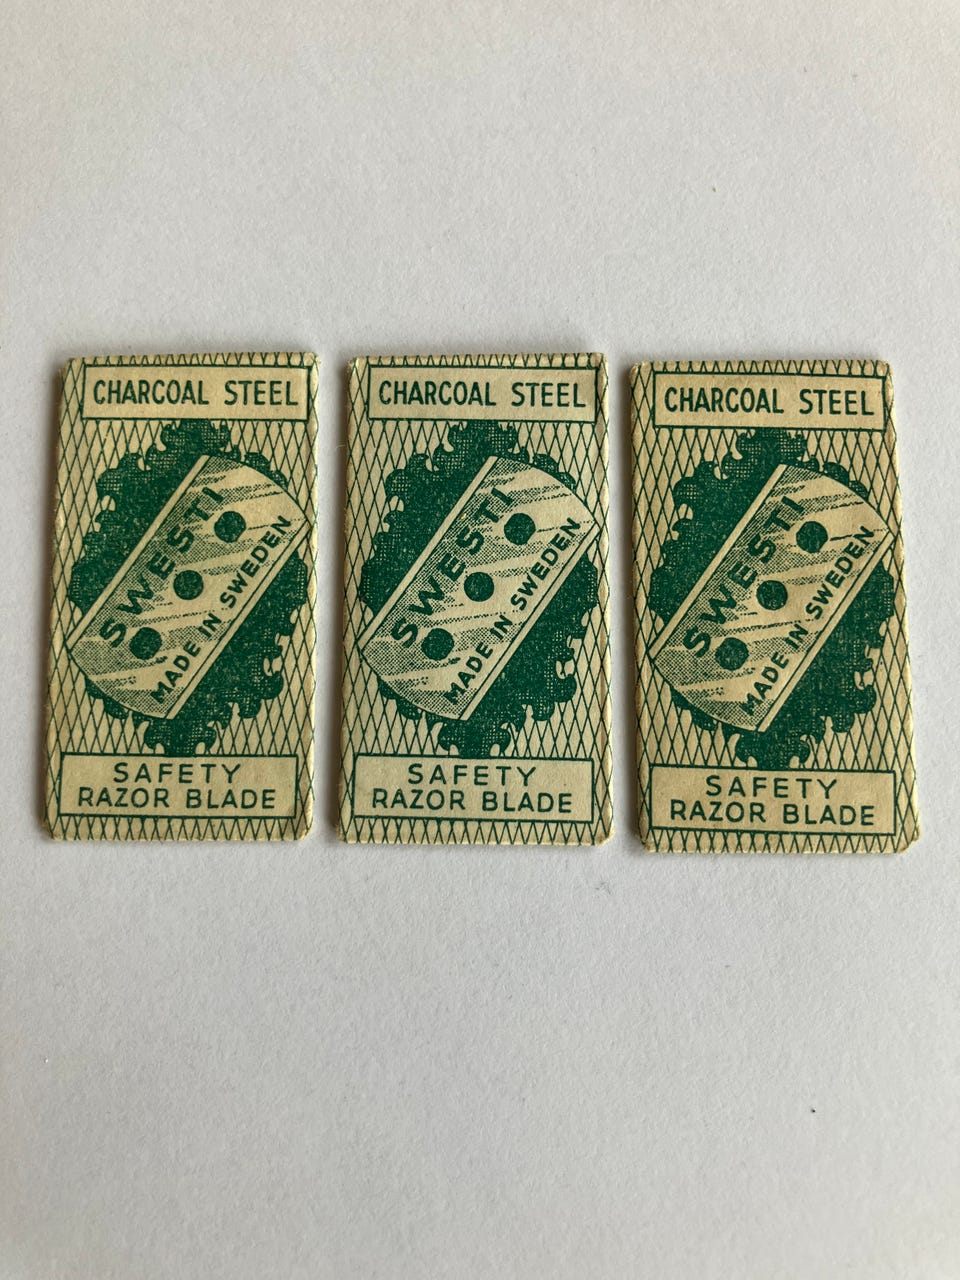 CHARCOAL STEEL
SWESTI
MADE IN SWEDEN
SAFETY
RAZOR BLADE
CHARCOAL STEEL
SWESTI
MADE IN SWEDEN
SAFETY
RAZOR BLADE
CHARCOAL STEEL
SWESTI
MADE IN SWEDEN
SAFETY
RAZOR BLADE